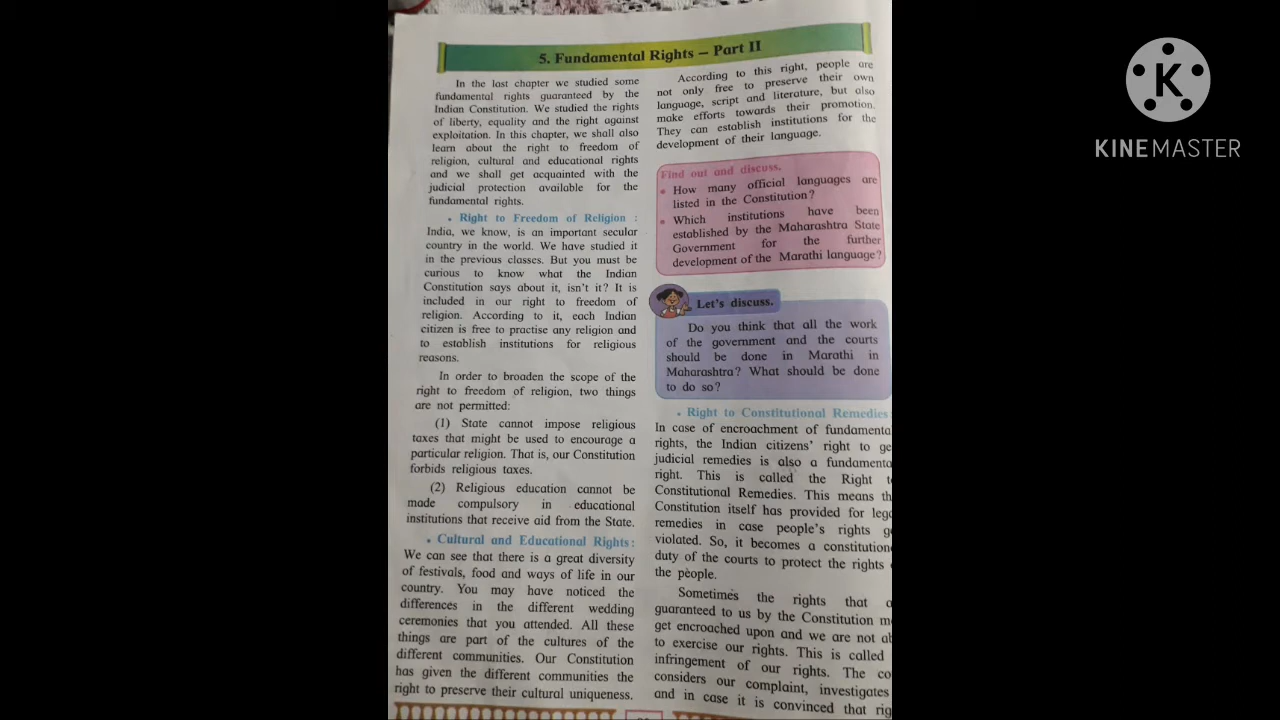 5. Fundamental Rights – Part II
In the last chapter we studied some
fundamental rights guaranteed by the
Indian Constitution. We studied the rights
of liberty, equality and the right against
exploitation. In this chapter, we shall also
learn about the right to freedom of
religion, cultural and educational rights
and we shall get acquainted with the
judicial protection available for the
fundamental rights.
• Right to Freedom of Religion :
India, we know, is an important secular
country in the world. We have studied it
in the previous classes. But you must be
curious to know what the Indian
Constitution says about it, isn't it? It is
included in our right to freedom of
religion. According to it, each Indian
citizen is free to practise any religion and
to establish institutions for religious
reasons.
In order to broaden the scope of the
right to freedom of religion, two things
are not permitted:
(1) State cannot impose religious
taxes that might be used to encourage a
particular religion. That is, our Constitution
forbids religious taxes.
(2) Religious education cannot be
made compulsory in educational
institutions that receive aid from the State.
• Cultural and Educational Rights:
We can see that there is a great diversity
of festivals, food and ways of life in our
country. You may have noticed the
differences in the different wedding
ceremonies that you attended. All these
things are part of the cultures of the
different communities. Our Constitution
has given the different communities the
right to preserve their cultural uniqueness.
According to this right, people are
not only free to preserve their own
language, script and literature, but also
make efforts towards their promotion.
They can establish institutions for the
development of their language.
Find out and discuss.
• How many official languages are
listed in the Constitution?
• Which institutions have been
established by the Maharashtra State
Government for the further
development of the Marathi language?
Let's discuss.
Do you think that all the work
of the government and the courts
should be done in Marathi in
Maharashtra? What should be done
to do so?
• Right to Constitutional Remedies:
In case of encroachment of fundamenta
rights, the Indian citizens' right to ge
judicial remedies is also a fundamenta
right. This is called the Right t
Constitutional Remedies. This means th
Constitution itself has provided for leg
remedies in case people's rights g
violated. So, it becomes a constitution
duty of the courts to protect the rights
the people.
Sometimes the rights that a
guaranteed to us by the Constitution m
get encroached upon and we are not a
to exercise our rights. This is called
infringement of our rights. The co
considers our complaint, investigates
and in case it is convinced that rig
K
KINEMASTER